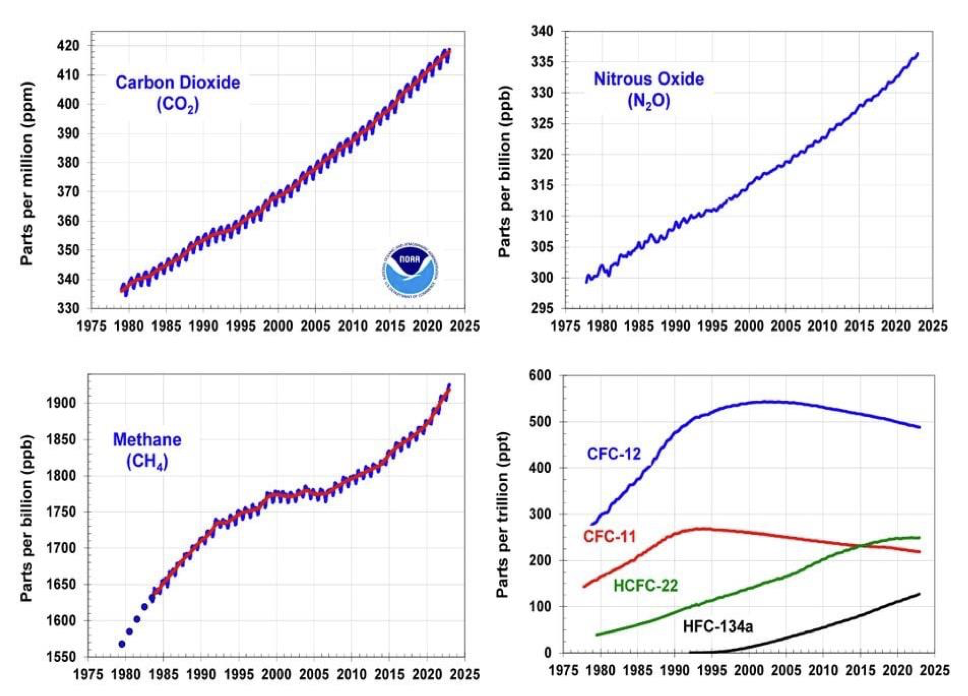 420
410
400
390
380
370
360
350
340
330
Parts per million (ppm)
Carbon Dioxide
(CO₂)
NOAA
1975 1980 1985 1990 1995 2000 2005 2010 2015 2020 2025
340
335
330
325
320
315
310
305
300
295
Parts per billion (ppb)
Nitrous Oxide
(N₂O)
1975 1980 1985 1990 1995 2000 2005 2010 2015 2020 2025
1900
1850
1800
1750
1700
1650
1600
1550
Parts per billion (ppb)
Methane
(CH₄)
1975 1980 1985 1990 1995 2000 2005 2010 2015 2020 2025
600
500
400
300
200
100
0
Parts per trillion (ppt)
CFC-12
CFC-11
HCFC-22
HFC-134a
1975 1980 1985 1990 1995 2000 2005 2010 2015 2020 2025